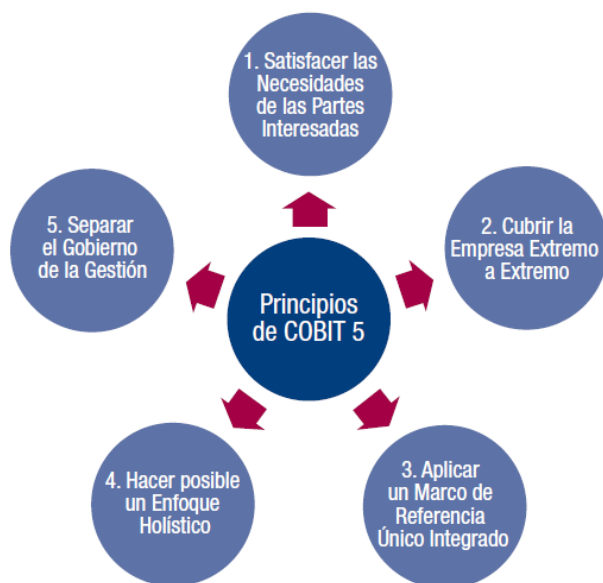 1. Satisfacer las
Necesidades
de las Partes
Interesadas
5. Separar
el Gobierno
de la Gestión
2. Cubrir la
Empresa Extremo
a Extremo
Principios
de COBIT 5
4. Hacer posible
un Enfoque
Holístico
3. Aplicar
un Marco de
Referencia
Único Integrado